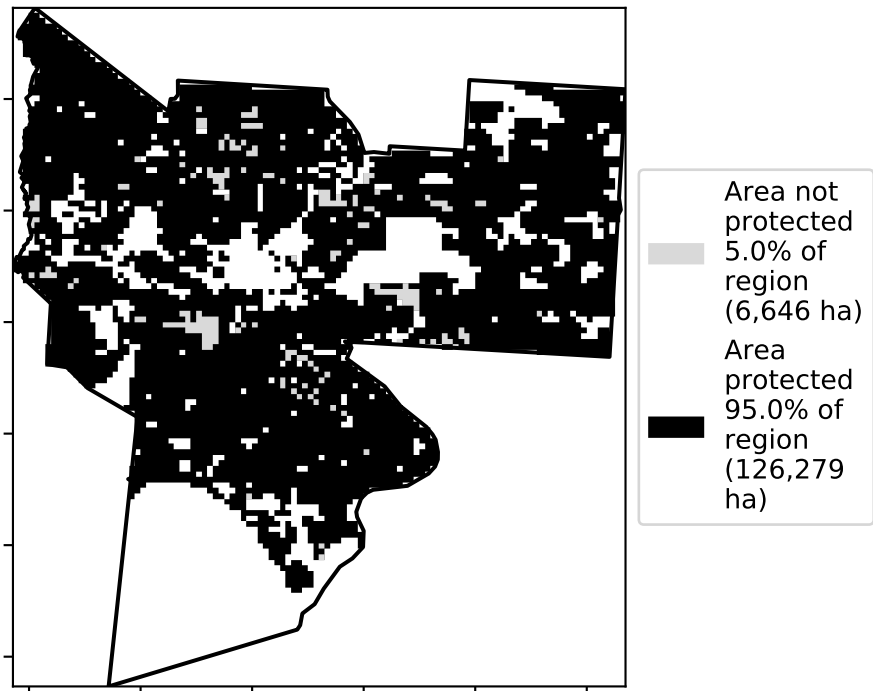 Area not
protected
5.0% of
region
(6,646 ha)
Area
protected
95.0% of
region
(126,279
ha)